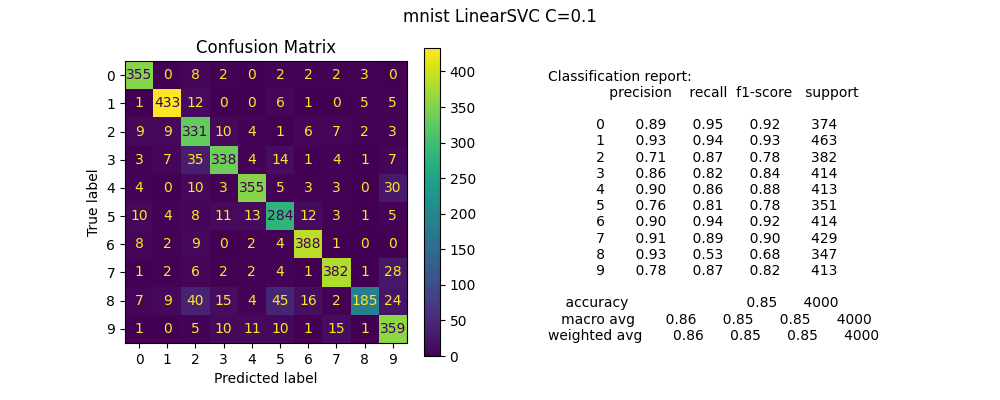 mnist LinearSVC C=0.1
Confusion Matrix
0 355 0 8 2 0 2 2 2 3 0
1 1 433 12 0 0 6 1 0 5 5
2 9 9 331 10 4 1 6 7 2 3
3 3 7 35 338 4 14 1 4 1 7
4 4 0 10 3 355 5 3 3 0 30
5 10 4 8 11 13 284 12 3 1 5
6 8 2 9 0 2 4 388 1 0 0
7 1 2 6 2 2 4 1 382 1 28
8 7 9 40 15 4 45 16 2 185 24
9 1 0 5 10 11 10 1 15 1 359
0 1 2 3 4 5 6 7 8 9
Predicted label
True label
400
350
300
250
200
150
100
50
0
Classification report:
precision recall f1-score support
0 0.89 0.95 0.92 374
1 0.93 0.94 0.93 463
2 0.71 0.87 0.78 382
3 0.86 0.82 0.84 414
4 0.90 0.86 0.88 413
5 0.76 0.81 0.78 351
6 0.90 0.94 0.92 414
7 0.91 0.89 0.90 429
8 0.93 0.53 0.68 347
9 0.78 0.87 0.82 413
accuracy 0.85 4000
macro avg 0.86 0.85 0.85 4000
weighted avg 0.86 0.85 0.85 4000